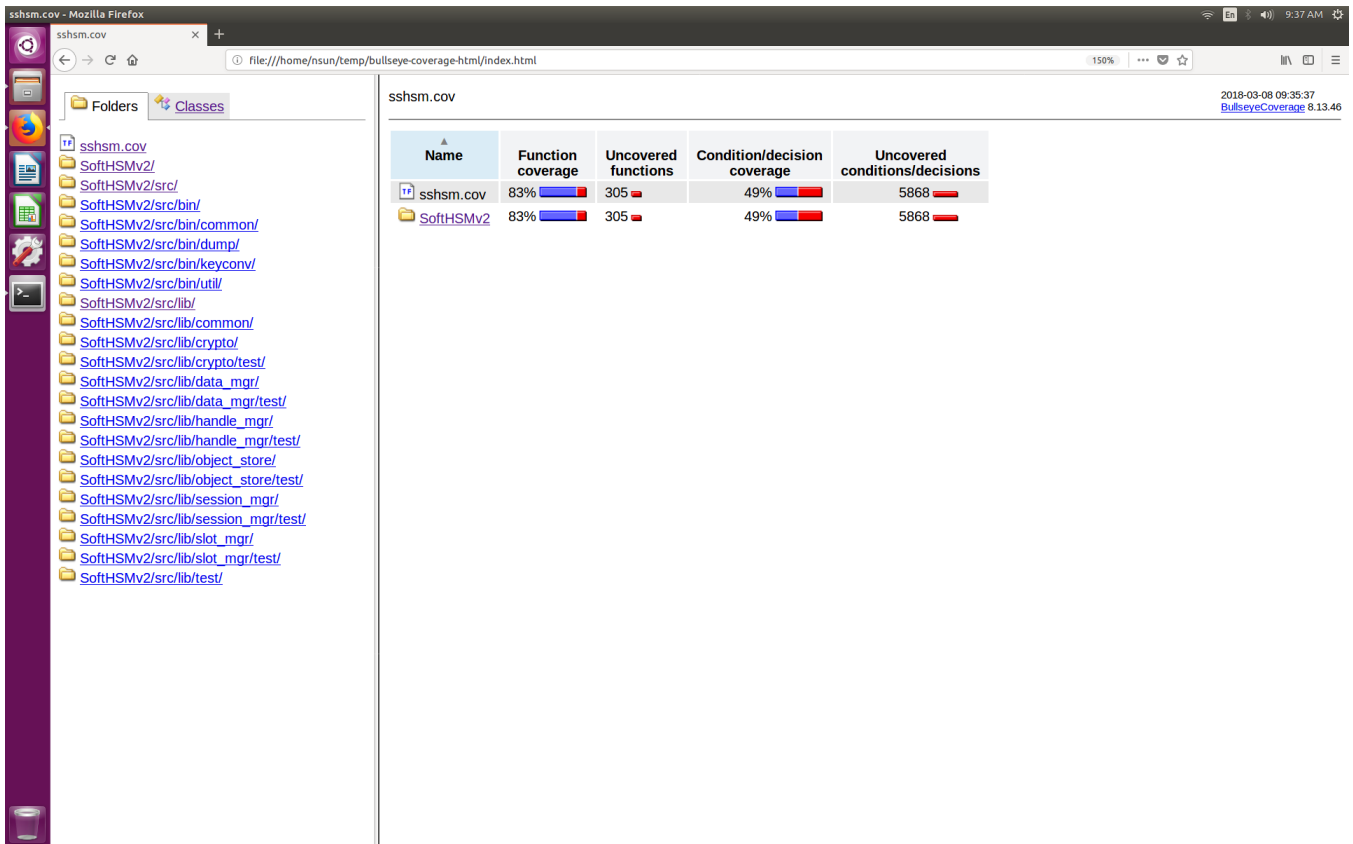 sshsm.cov - Mozilla Firefox
En
9:37 AM
sshsm.cov × +
file:///home/nsun/temp/bullseye-coverage-html/index.html
150%
Folders
Classes
sshsm.cov
SoftHSMv2/
SoftHSMv2/src/
SoftHSMv2/src/bin/
SoftHSMv2/src/bin/common/
SoftHSMv2/src/bin/dump/
SoftHSMv2/src/bin/keyconv/
SoftHSMv2/src/bin/util/
SoftHSMv2/src/lib/
SoftHSMv2/src/lib/common/
SoftHSMv2/src/lib/crypto/
SoftHSMv2/src/lib/crypto/test/
SoftHSMv2/src/lib/data_mgr/
SoftHSMv2/src/lib/data_mgr/test/
SoftHSMv2/src/lib/handle_mgr/
SoftHSMv2/src/lib/handle_mgr/test/
SoftHSMv2/src/lib/object_store/
SoftHSMv2/src/lib/object_store/test/
SoftHSMv2/src/lib/session_mgr/
SoftHSMv2/src/lib/session_mgr/test/
SoftHSMv2/src/lib/slot_mgr/
SoftHSMv2/src/lib/slot_mgr/test/
SoftHSMv2/src/lib/test/
sshsm.cov
2018-03-08 09:35:37
BullseyeCoverage 8.13.46
Name
Function coverage
Uncovered functions
Condition/decision coverage
Uncovered conditions/decisions
TF sshsm.cov 83% 305 49% 5868
SoftHSMv2 83% 305 49% 5868